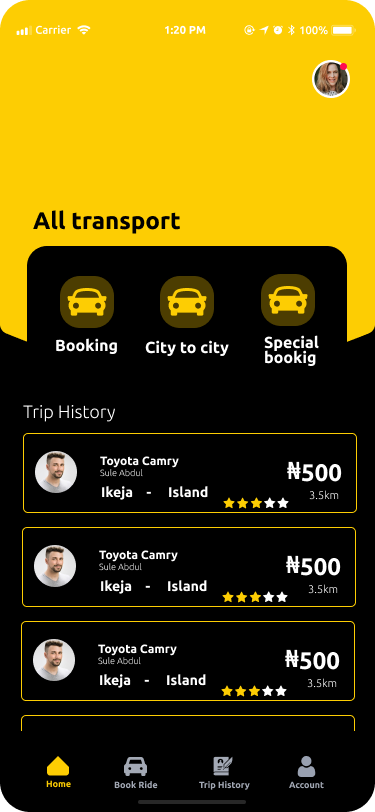 Carrier 1:20 PM 100%
All transport
Booking
City to city
Special
bookig
Trip History
Toyota Camry
Sule Abdul
₦500
Ikeja - Island
3.5km
Toyota Camry
Sule Abdul
₦500
Ikeja - Island
3.5km
Toyota Camry
Sule Abdul
₦500
Ikeja - Island
3.5km
Home
Book Ride
Trip History
Account